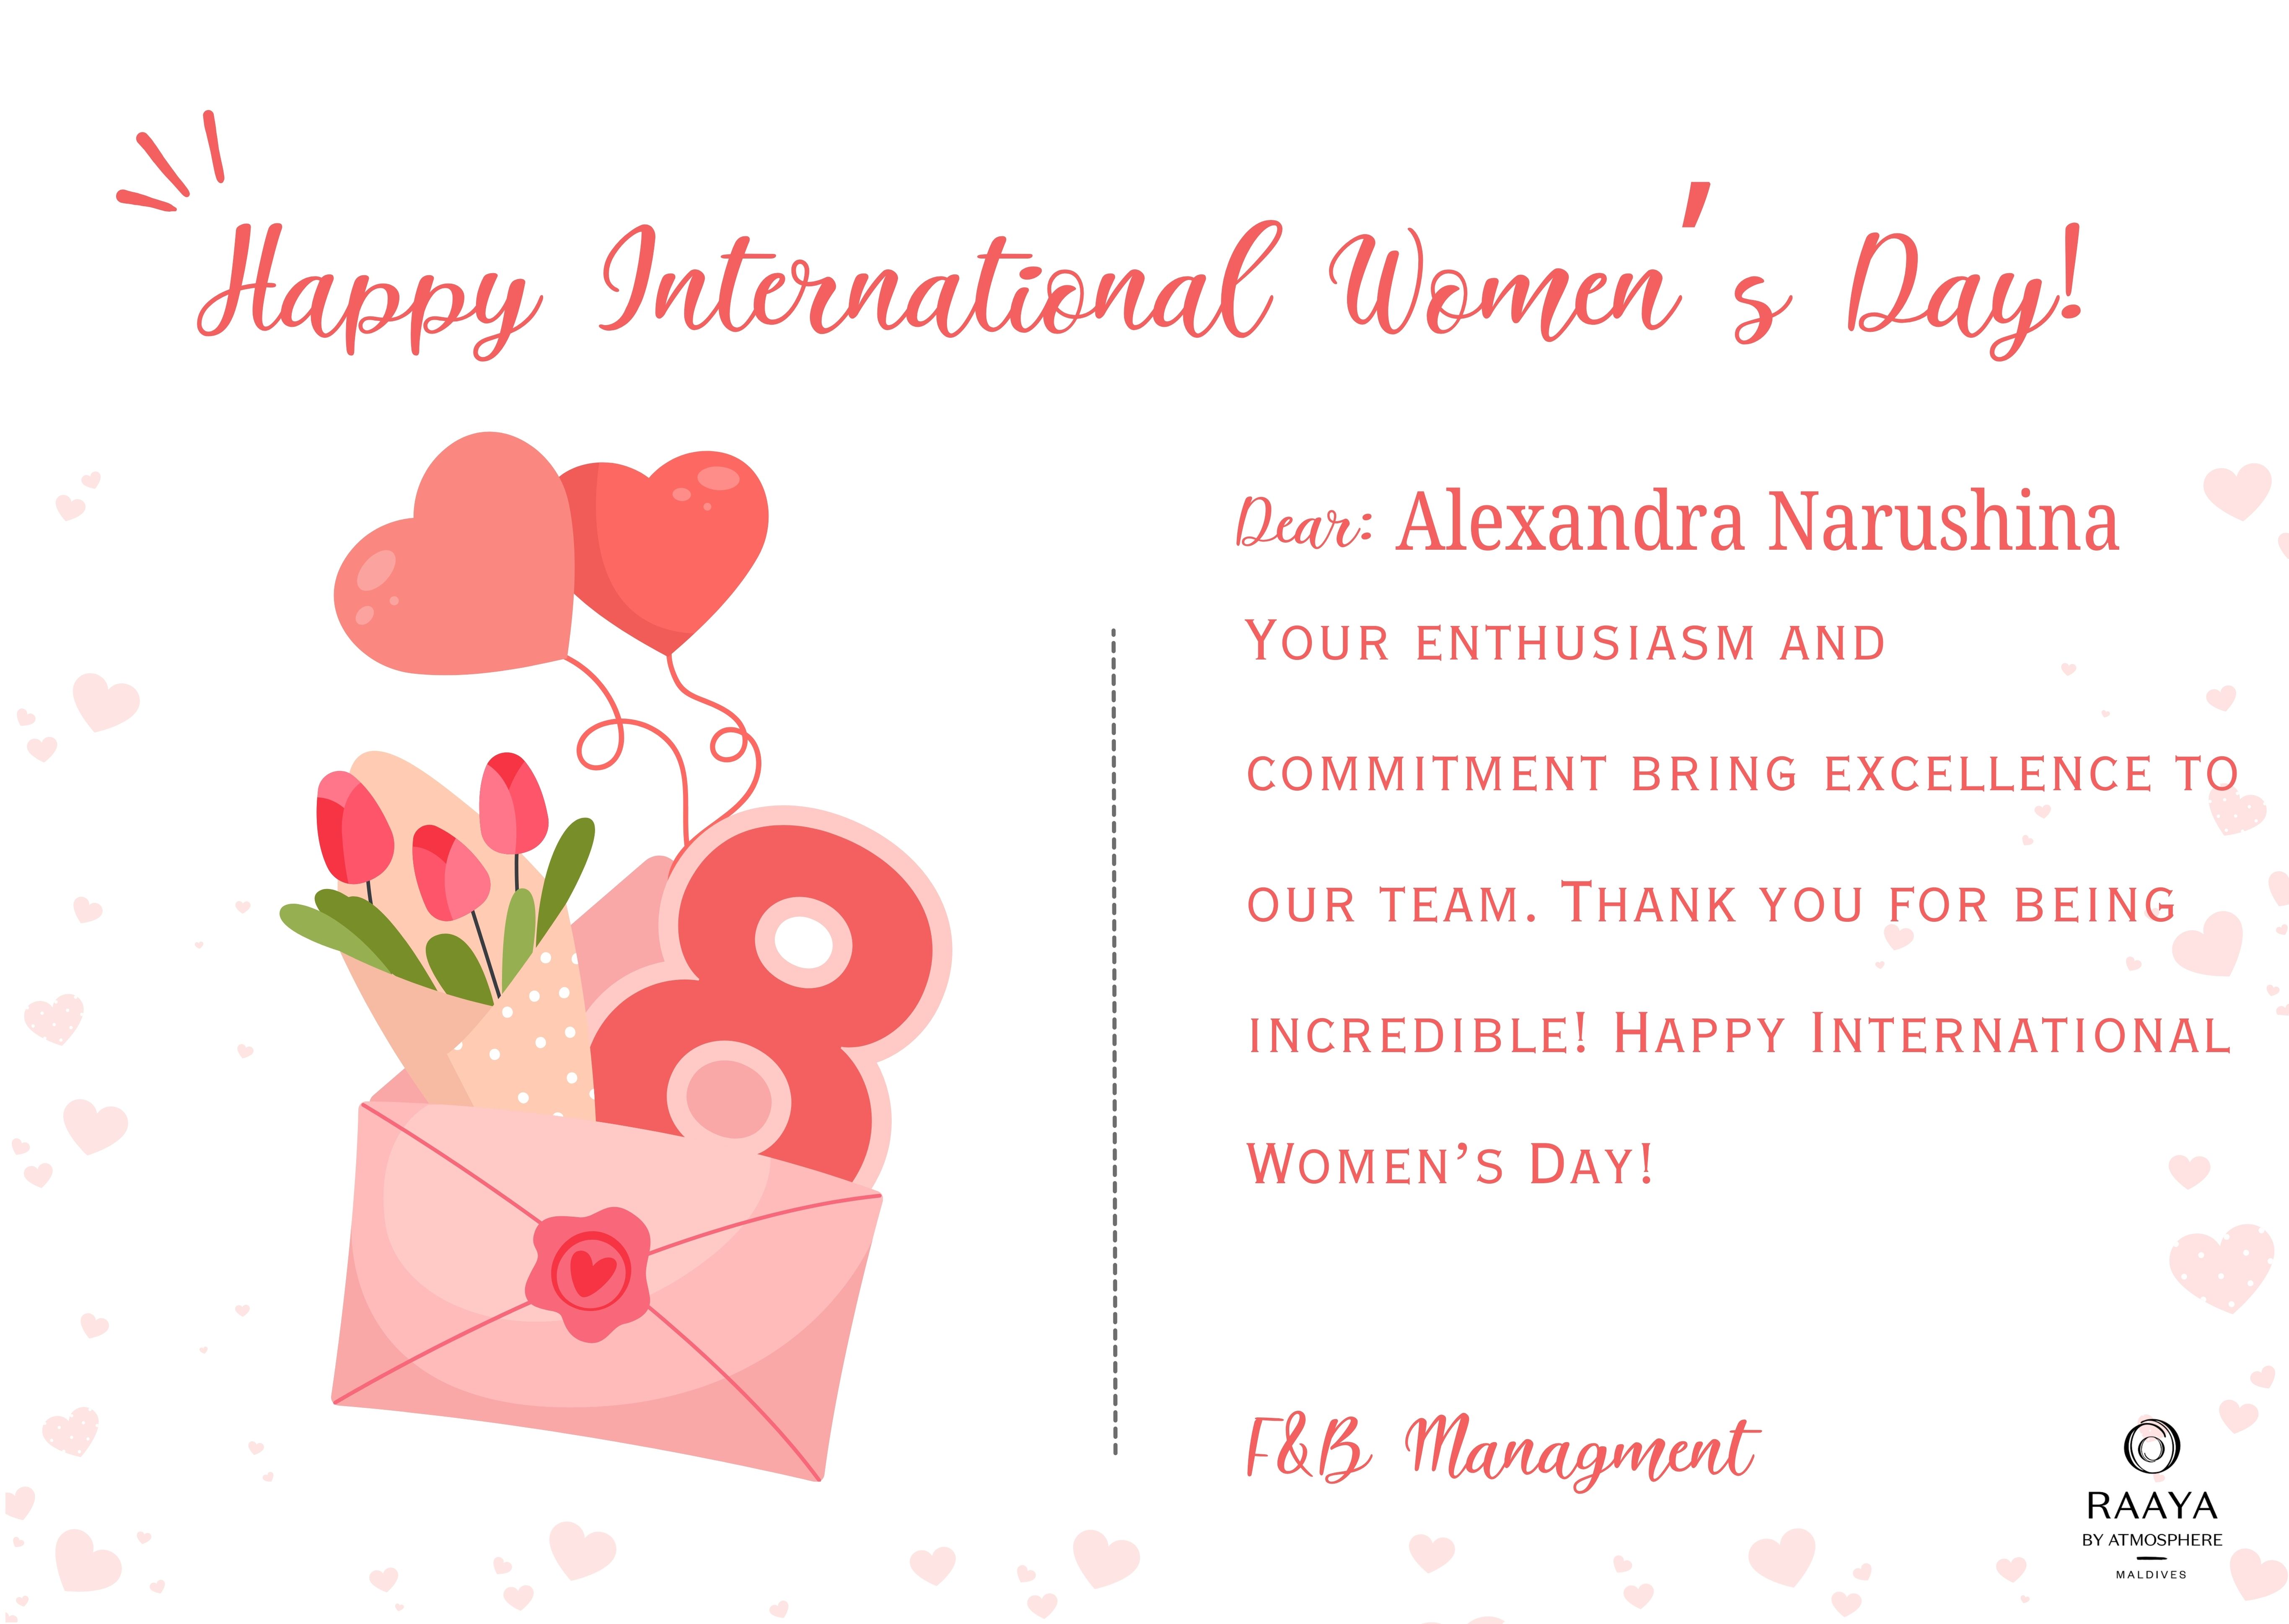 Happy International Women's Day!
Dear: Alexandra Narushina
Your enthusiasm and
commitment bring excellence to
our team. Thank you for being
incredible! Happy International
Women’s Day!
F&B Managment
RAAYA
BY ATMOSPHERE
MALDIVES